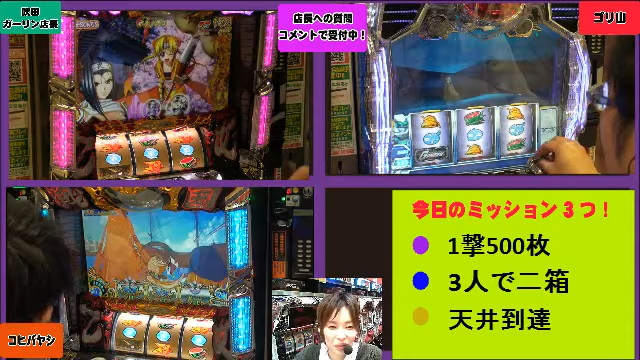 原田
ガーリン店長
店長への質問
コメントで受付中！
ゴリ山
コヒバヤシ
今日のミッション３つ！
1撃500枚
3人で二箱
天井到達